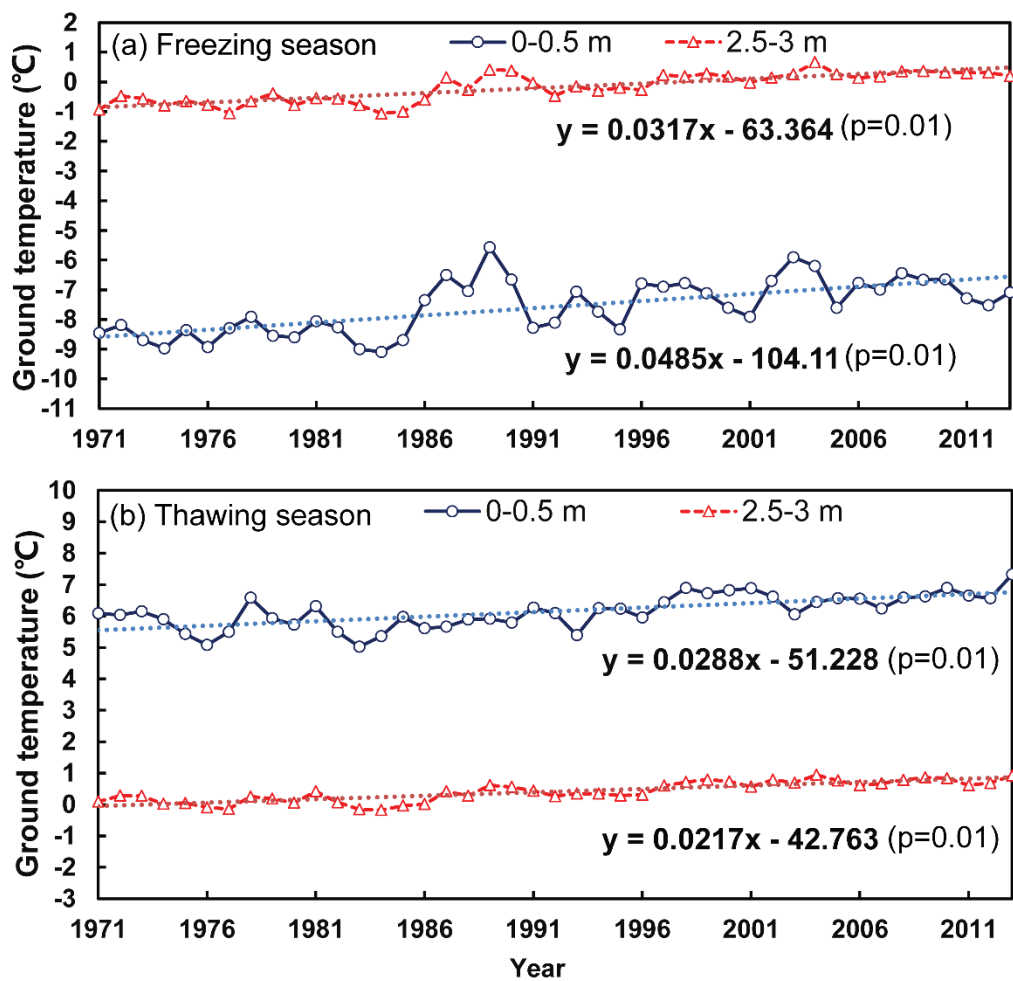 (a) Freezing season 0-0.5 m 2.5-3 m
Ground temperature (℃)
2
1
0
-1
-2
-3
-4
-5
-6
-7
-8
-9
-10
-11
y = 0.0317x - 63.364 (p=0.01)
y = 0.0485x - 104.11 (p=0.01)
1971 1976 1981 1986 1991 1996 2001 2006 2011
(b) Thawing season 0-0.5 m 2.5-3 m
Ground temperature (℃)
10
9
8
7
6
5
4
3
2
1
0
-1
-2
-3
y = 0.0288x - 51.228 (p=0.01)
y = 0.0217x - 42.763 (p=0.01)
1971 1976 1981 1986 1991 1996 2001 2006 2011
Year